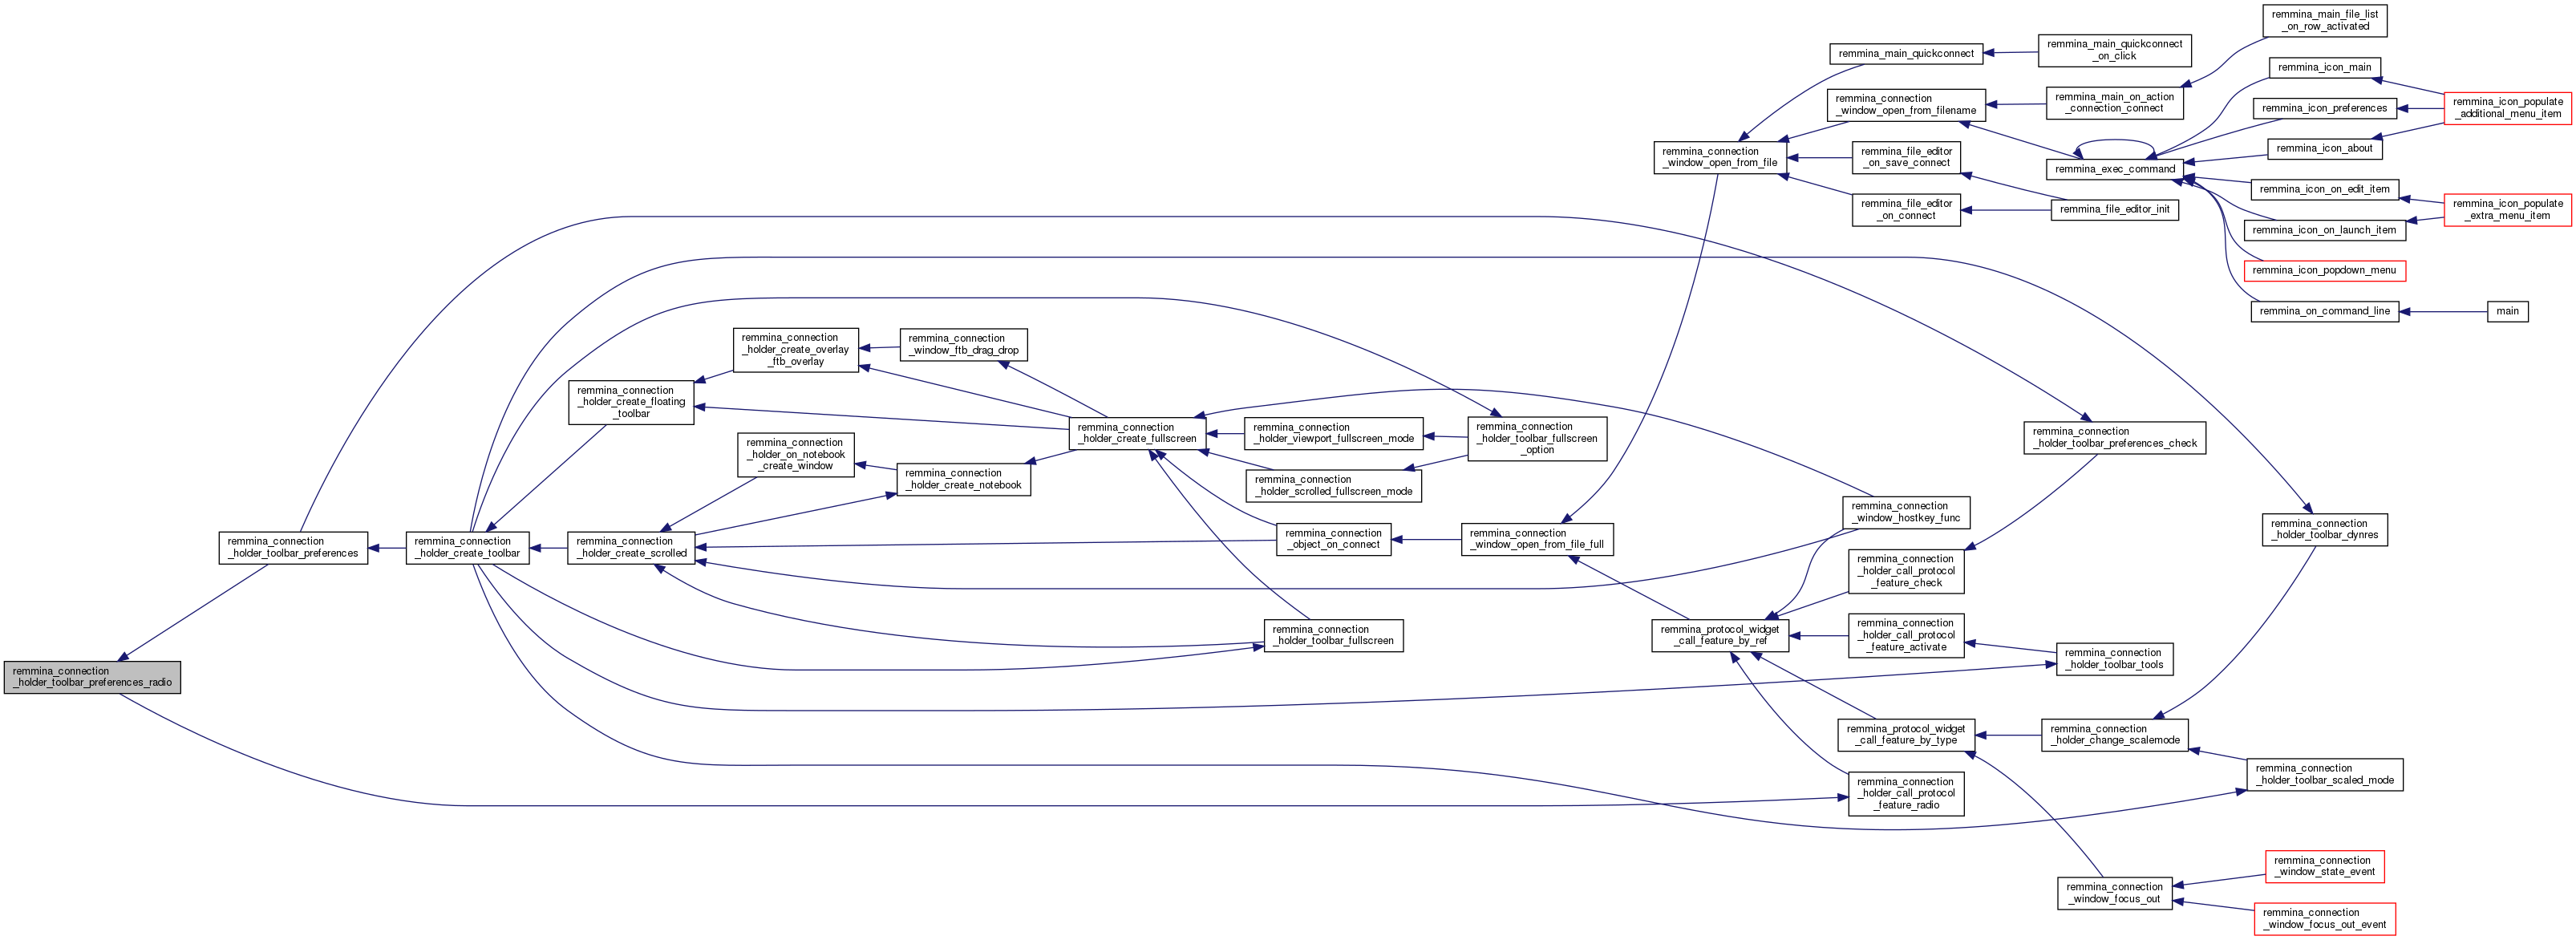 remmina_connection
_holder_toolbar_preferences_radio
remmina_connection
_holder_toolbar_preferences
remmina_connection
_holder_create_toolbar
remmina_connection
_holder_create_floating
_toolbar
remmina_connection
_holder_create_scrolled
remmina_connection
_holder_create_overlay
_ftb_overlay
remmina_connection
_holder_on_notebook
_create_window
remmina_connection
_window_ftb_drag_drop
remmina_connection
_holder_create_notebook
remmina_connection
_holder_create_fullscreen
remmina_connection
_holder_viewport_fullscreen_mode
remmina_connection
_holder_scrolled_fullscreen_mode
remmina_connection
_object_on_connect
remmina_connection
_holder_toolbar_fullscreen
remmina_connection
_holder_toolbar_fullscreen
_option
remmina_connection
_window_open_from_file_full
remmina_connection
_window_open_from_file
remmina_protocol_widget
_call_feature_by_ref
remmina_main_quickconnect
remmina_connection
_window_open_from_filename
remmina_file_editor
_on_save_connect
remmina_file_editor
_on_connect
remmina_connection
_window_hostkey_func
remmina_connection
_holder_call_protocol
_feature_check
remmina_connection
_holder_call_protocol
_feature_activate
remmina_protocol_widget
_call_feature_by_type
remmina_connection
_holder_call_protocol
_feature_radio
remmina_main_quickconnect
_on_click
remmina_main_on_action
_connection_connect
remmina_exec_command
remmina_file_editor_init
remmina_connection
_holder_toolbar_preferences_check
remmina_connection
_holder_toolbar_tools
remmina_connection
_holder_change_scalemode
remmina_connection
_window_focus_out
remmina_main_file_list
_on_row_activated
remmina_icon_main
remmina_icon_preferences
remmina_icon_about
remmina_icon_on_edit_item
remmina_icon_on_launch_item
remmina_icon_popdown_menu
remmina_on_command_line
remmina_connection
_holder_toolbar_dynres
remmina_connection
_holder_toolbar_scaled_mode
remmina_connection
_window_state_event
remmina_connection
_window_focus_out_event
remmina_icon_populate
_additional_menu_item
remmina_icon_populate
_extra_menu_item
main